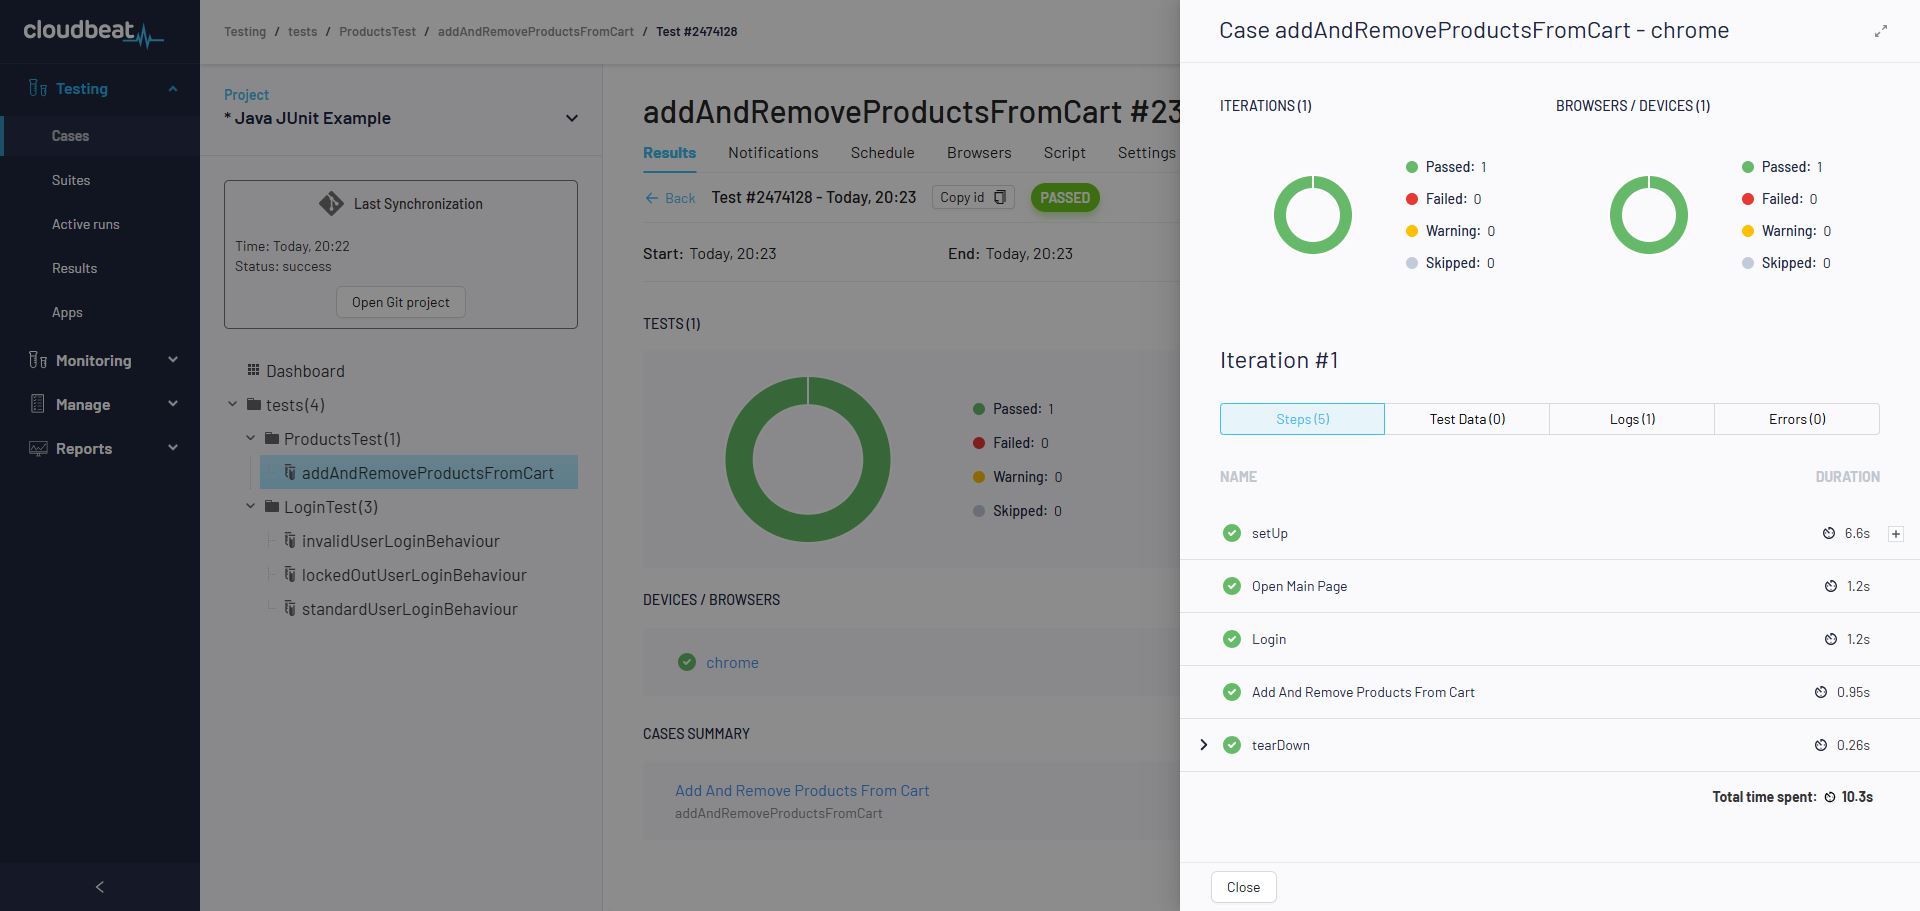 cloudbeat
Testing
Cases
Suites
Active runs
Results
Apps
Monitoring
Manage
Reports
Testing / tests / ProductsTest / addAndRemoveProductsFromCart / Test #2474128
Project
* Java JUnit Example
Last Synchronization
Time: Today, 20:22
Status: success
Open Git project
Dashboard
tests(4)
ProductsTest(1)
addAndRemoveProductsFromCart
LoginTest(3)
invalidUserLoginBehaviour
lockedOutUserLoginBehaviour
standardUserLoginBehaviour
addAndRemoveProductsFromCart #23
Results Notifications Schedule Browsers Script Settings
Back Test #2474128 - Today, 20:23 Copy id PASSED
Start: Today, 20:23 End: Today, 20:23
TESTS (1)
Passed: 1
Failed: 0
Warning: 0
Skipped: 0
DEVICES / BROWSERS
chrome
CASES SUMMARY
Add And Remove Products From Cart
addAndRemoveProductsFromCart
Case addAndRemoveProductsFromCart - chrome
ITERATIONS (1)
Passed: 1
Failed: 0
Warning: 0
Skipped: 0
BROWSERS / DEVICES (1)
Passed: 1
Failed: 0
Warning: 0
Skipped: 0
Iteration #1
Steps (5) Test Data (0) Logs (1) Errors (0)
NAME DURATION
setUp 6.6s
Open Main Page 1.2s
Login 1.2s
Add And Remove Products From Cart 0.95s
tearDown 0.26s
Total time spent: 10.3s
Close